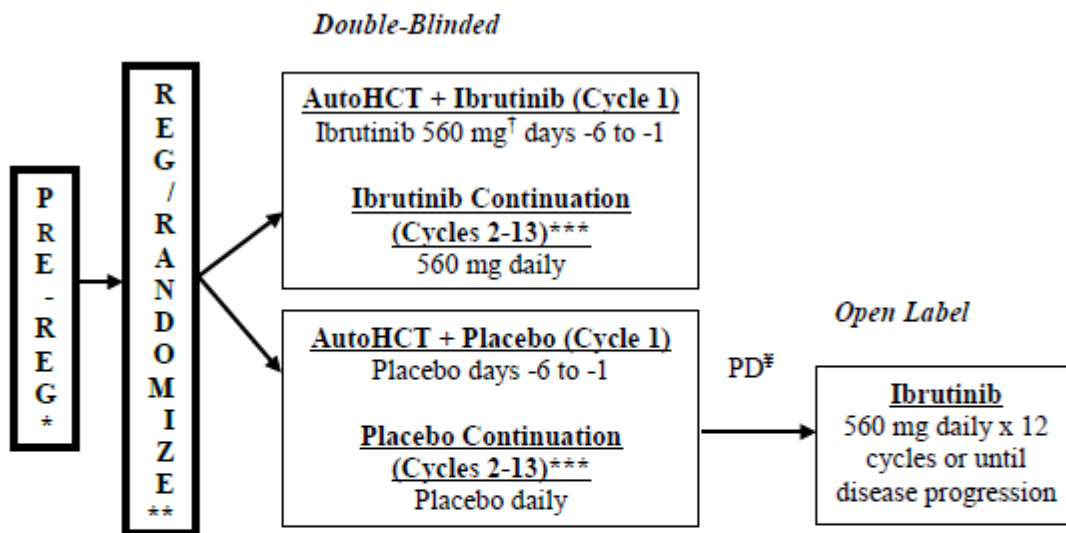 Double-Blinded
P
R
E
-
R
E
G
*
R
E
G
/
R
A
N
D
O
M
I
Z
E
**
AutoHCT + Ibrutinib (Cycle 1)
Ibrutinib 560 mg† days -6 to -1
Ibrutinib Continuation
(Cycles 2-13)***
560 mg daily
AutoHCT + Placebo (Cycle 1)
Placebo days -6 to -1
Placebo Continuation
(Cycles 2-13)***
Placebo daily
PD¥
Open Label
Ibrutinib
560 mg daily x 12
cycles or until
disease progression